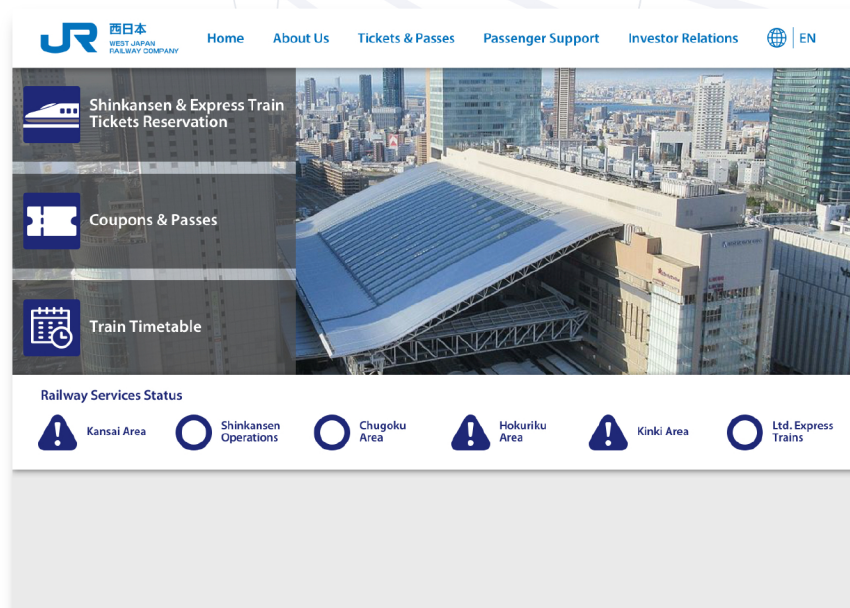 JR 西日本
WEST JAPAN
RAILWAY COMPANY
Home About Us Tickets & Passes Passenger Support Investor Relations EN
Shinkansen & Express Train
Tickets Reservation
Coupons & Passes
Train Timetable
Railway Services Status
Kansai Area
Shinkansen
Operations
Chugoku
Area
Hokuriku
Area
Kinki Area
Ltd. Express
Trains